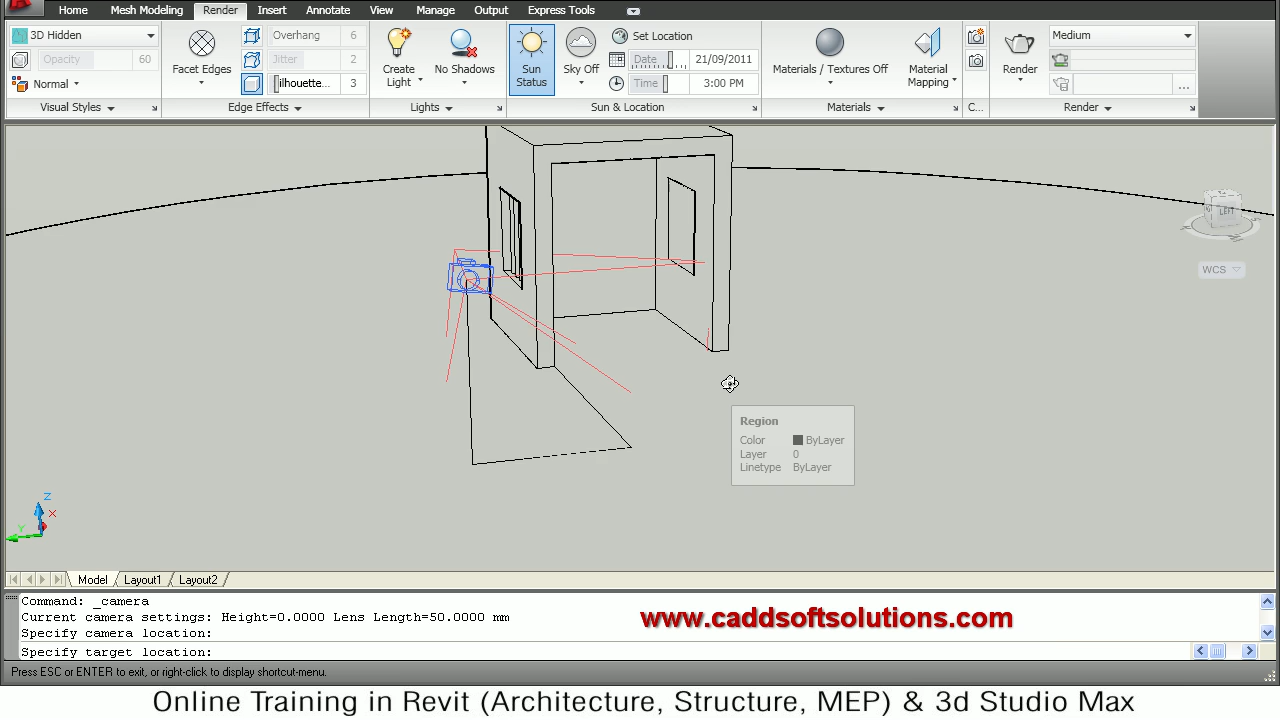 Home Mesh Modeling Render Insert Annotate View Manage Output Express Tools
3D Hidden Overhang 6 Set Location Medium
Opacity 60 Jitter 2 Date 21/09/2011
Normal ilhouette... 3 Time 3:00 PM ...
Facet Edges Create Light No Shadows Sun Status Sky Off Materials / Textures Off Material Mapping Render
Visual Styles Edge Effects Lights Sun & Location Materials C... Render
LEFT
WCS
Region
Color ByLayer
Layer 0
Linetype ByLayer
Z
X
Y
Model Layout1 Layout2
Command: _camera
Current camera settings: Height=0.0000 Lens Length=50.0000 mm
www.caddsoftsolutions.com
Specify camera location:
Specify target location:
Press ESC or ENTER to exit, or right-click to display shortcut-menu.
Online Training in Revit (Architecture, Structure, MEP) & 3d Studio Max